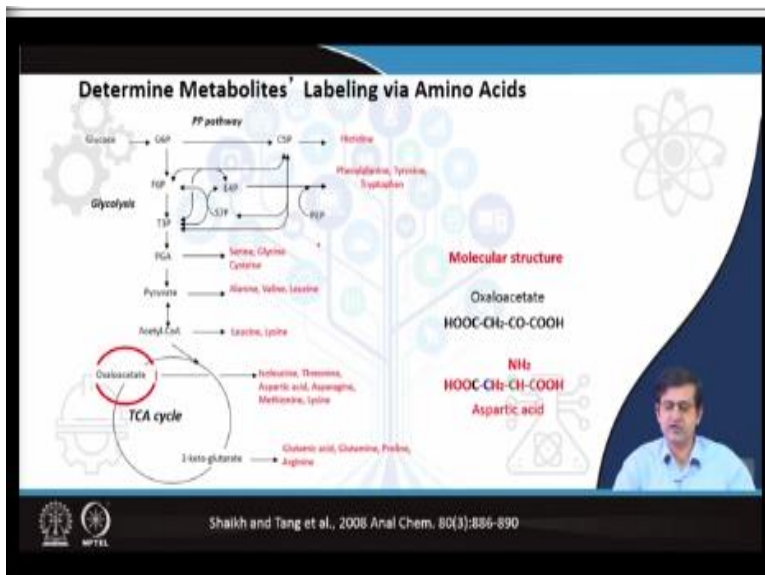 Determine Metabolites' Labeling via Amino Acids
PP pathway
Glucose
G6P
C5P
Histidine
Phenylalanine, Tyrosine,
Tryptophan
F6P
E4P
Glycolysis
S7P
PEP
T3P
PGA
Serine, Glycine
Cysteine
Molecular structure
Pyruvate
Alanine, Valine, Leucine
Oxaloacetate
HOOC-CH₂-CO-COOH
Acetyl-CoA
Leucine, Lysine
NH₂
HOOC-CH₂-CH-COOH
Aspartic acid
Oxaloacetate
Isoleucine, Threonine,
Aspartic acid, Asparagine,
Methionine, Lysine
TCA cycle
2-keto-glutarate
Glutamic acid, Glutamine, Proline,
Arginine
Shaikh and Tang et al., 2008 Anal Chem. 80(3):886-890
NPTEL